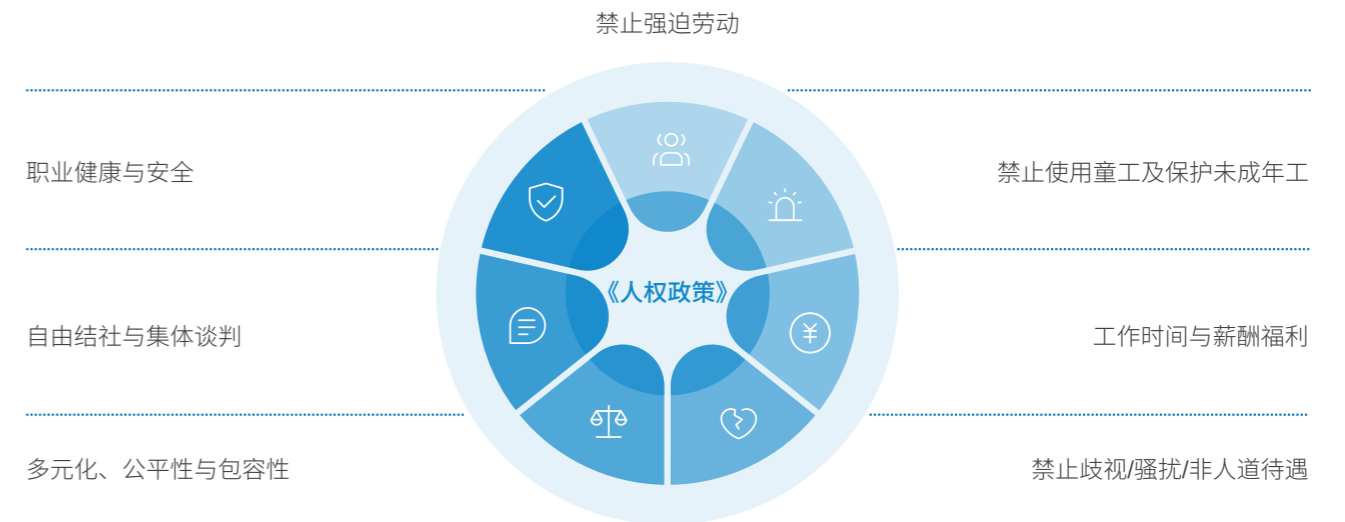 禁止强迫劳动
职业健康与安全
禁止使用童工及保护未成年工
《人权政策》
自由结社与集体谈判
工作时间与薪酬福利
多元化、公平性与包容性
禁止歧视/骚扰/非人道待遇